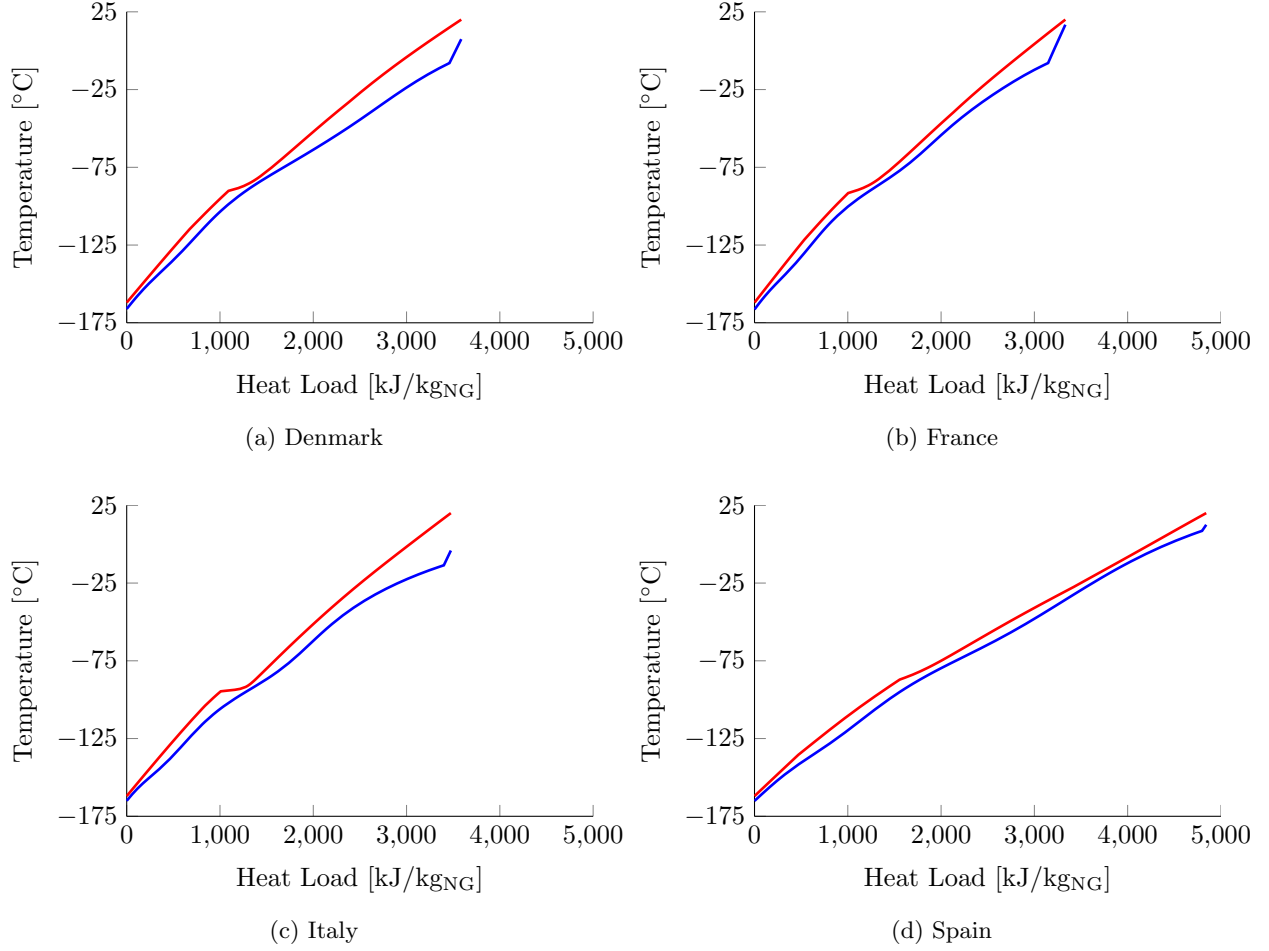 25
−25
−75
−125
−175
0 1,000 2,000 3,000 4,000 5,000
Temperature [°C]
Heat Load [kJ/kgNG]
(a) Denmark
25
−25
−75
−125
−175
0 1,000 2,000 3,000 4,000 5,000
Temperature [°C]
Heat Load [kJ/kgNG]
(b) France
25
−25
−75
−125
−175
0 1,000 2,000 3,000 4,000 5,000
Temperature [°C]
Heat Load [kJ/kgNG]
(c) Italy
25
−25
−75
−125
−175
0 1,000 2,000 3,000 4,000 5,000
Temperature [°C]
Heat Load [kJ/kgNG]
(d) Spain